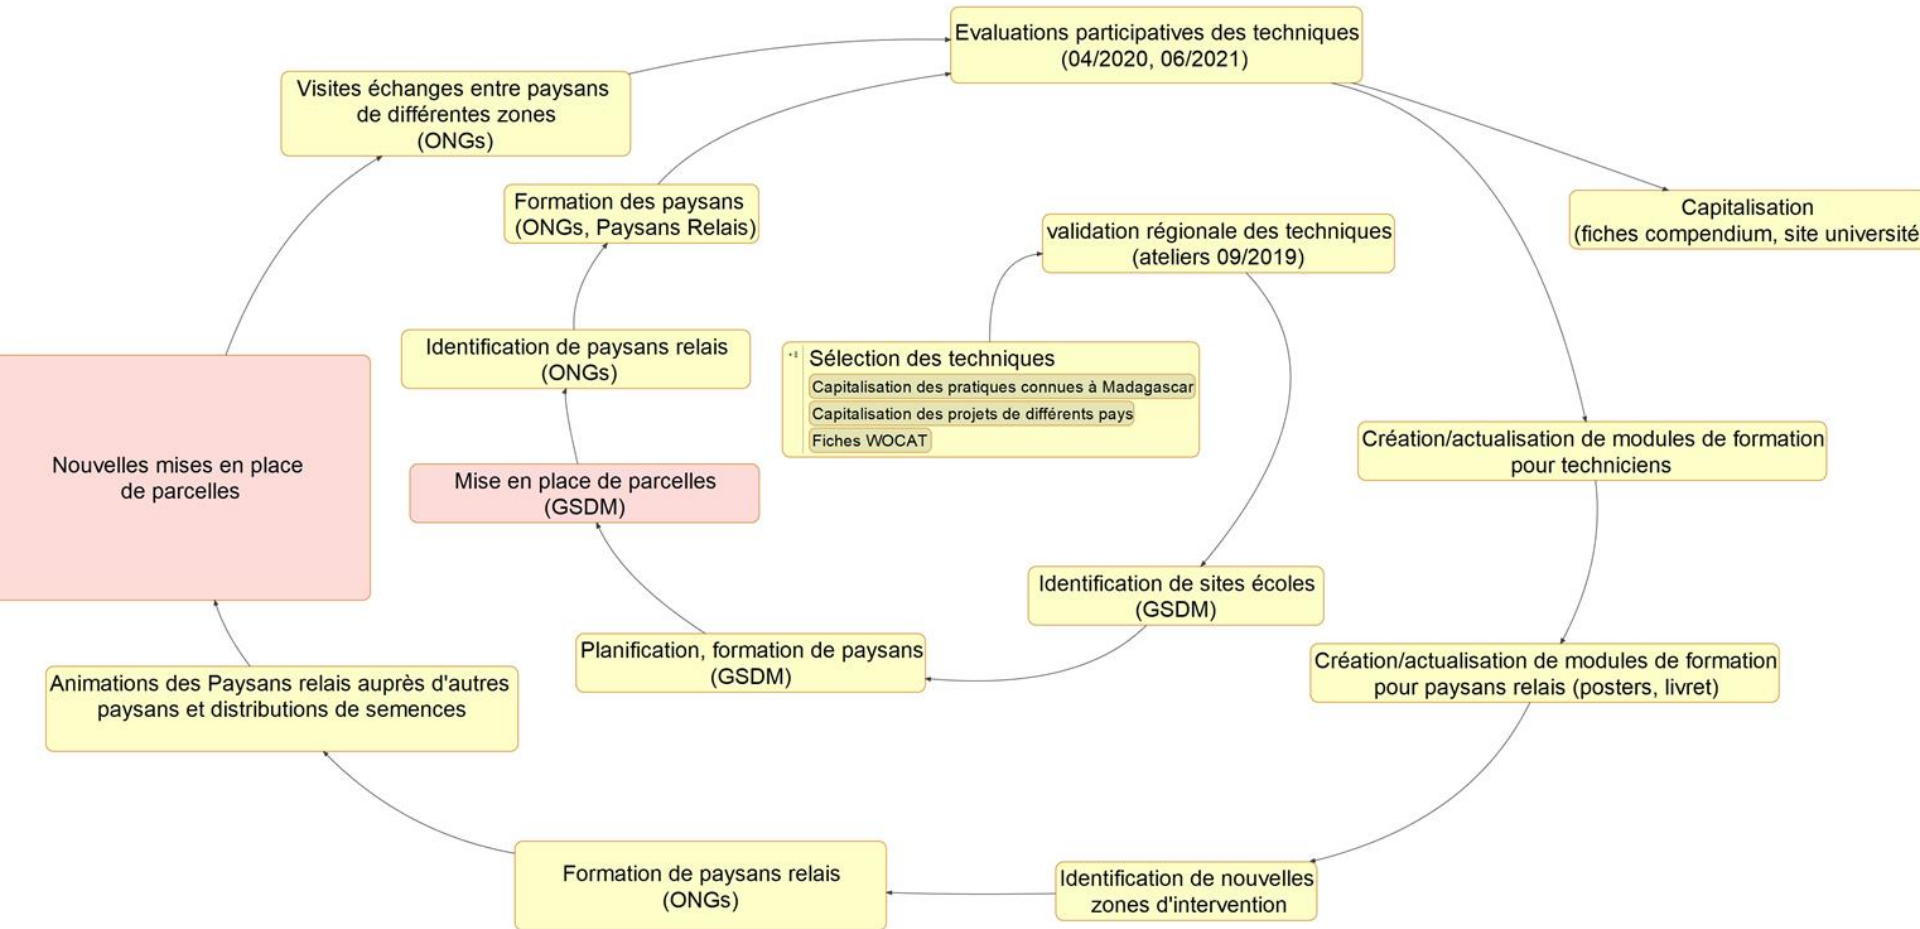 Evaluations participatives des techniques
(04/2020, 06/2021)
Visites échanges entre paysans
de différentes zones
(ONGs)
Formation des paysans
(ONGs, Paysans Relais)
Capitalisation
(fiches compendium, site université
validation régionale des techniques
(ateliers 09/2019)
Identification de paysans relais
(ONGs)
Sélection des techniques
Capitalisation des pratiques connues à Madagascar
Capitalisation des projets de différents pays
Fiches WOCAT
Création/actualisation de modules de formation
pour techniciens
Nouvelles mises en place
de parcelles
Mise en place de parcelles
(GSDM)
Identification de sites écoles
(GSDM)
Planification, formation de paysans
(GSDM)
Création/actualisation de modules de formation
pour paysans relais (posters, livret)
Animations des Paysans relais auprès d'autres
paysans et distributions de semences
Formation de paysans relais
(ONGs)
Identification de nouvelles
zones d'intervention